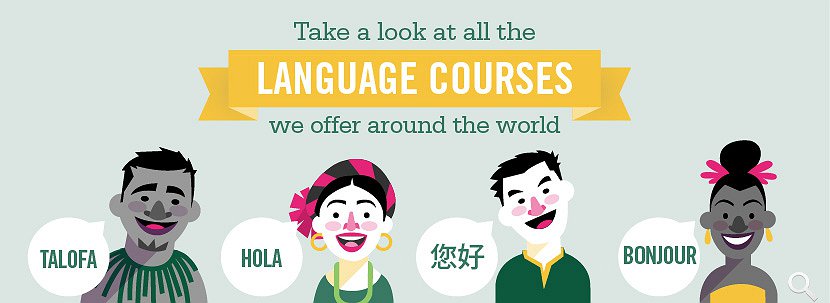 Take a look at all the
LANGUAGE COURSES
we offer around the world
TALOFA
HOLA
您好
BONJOUR